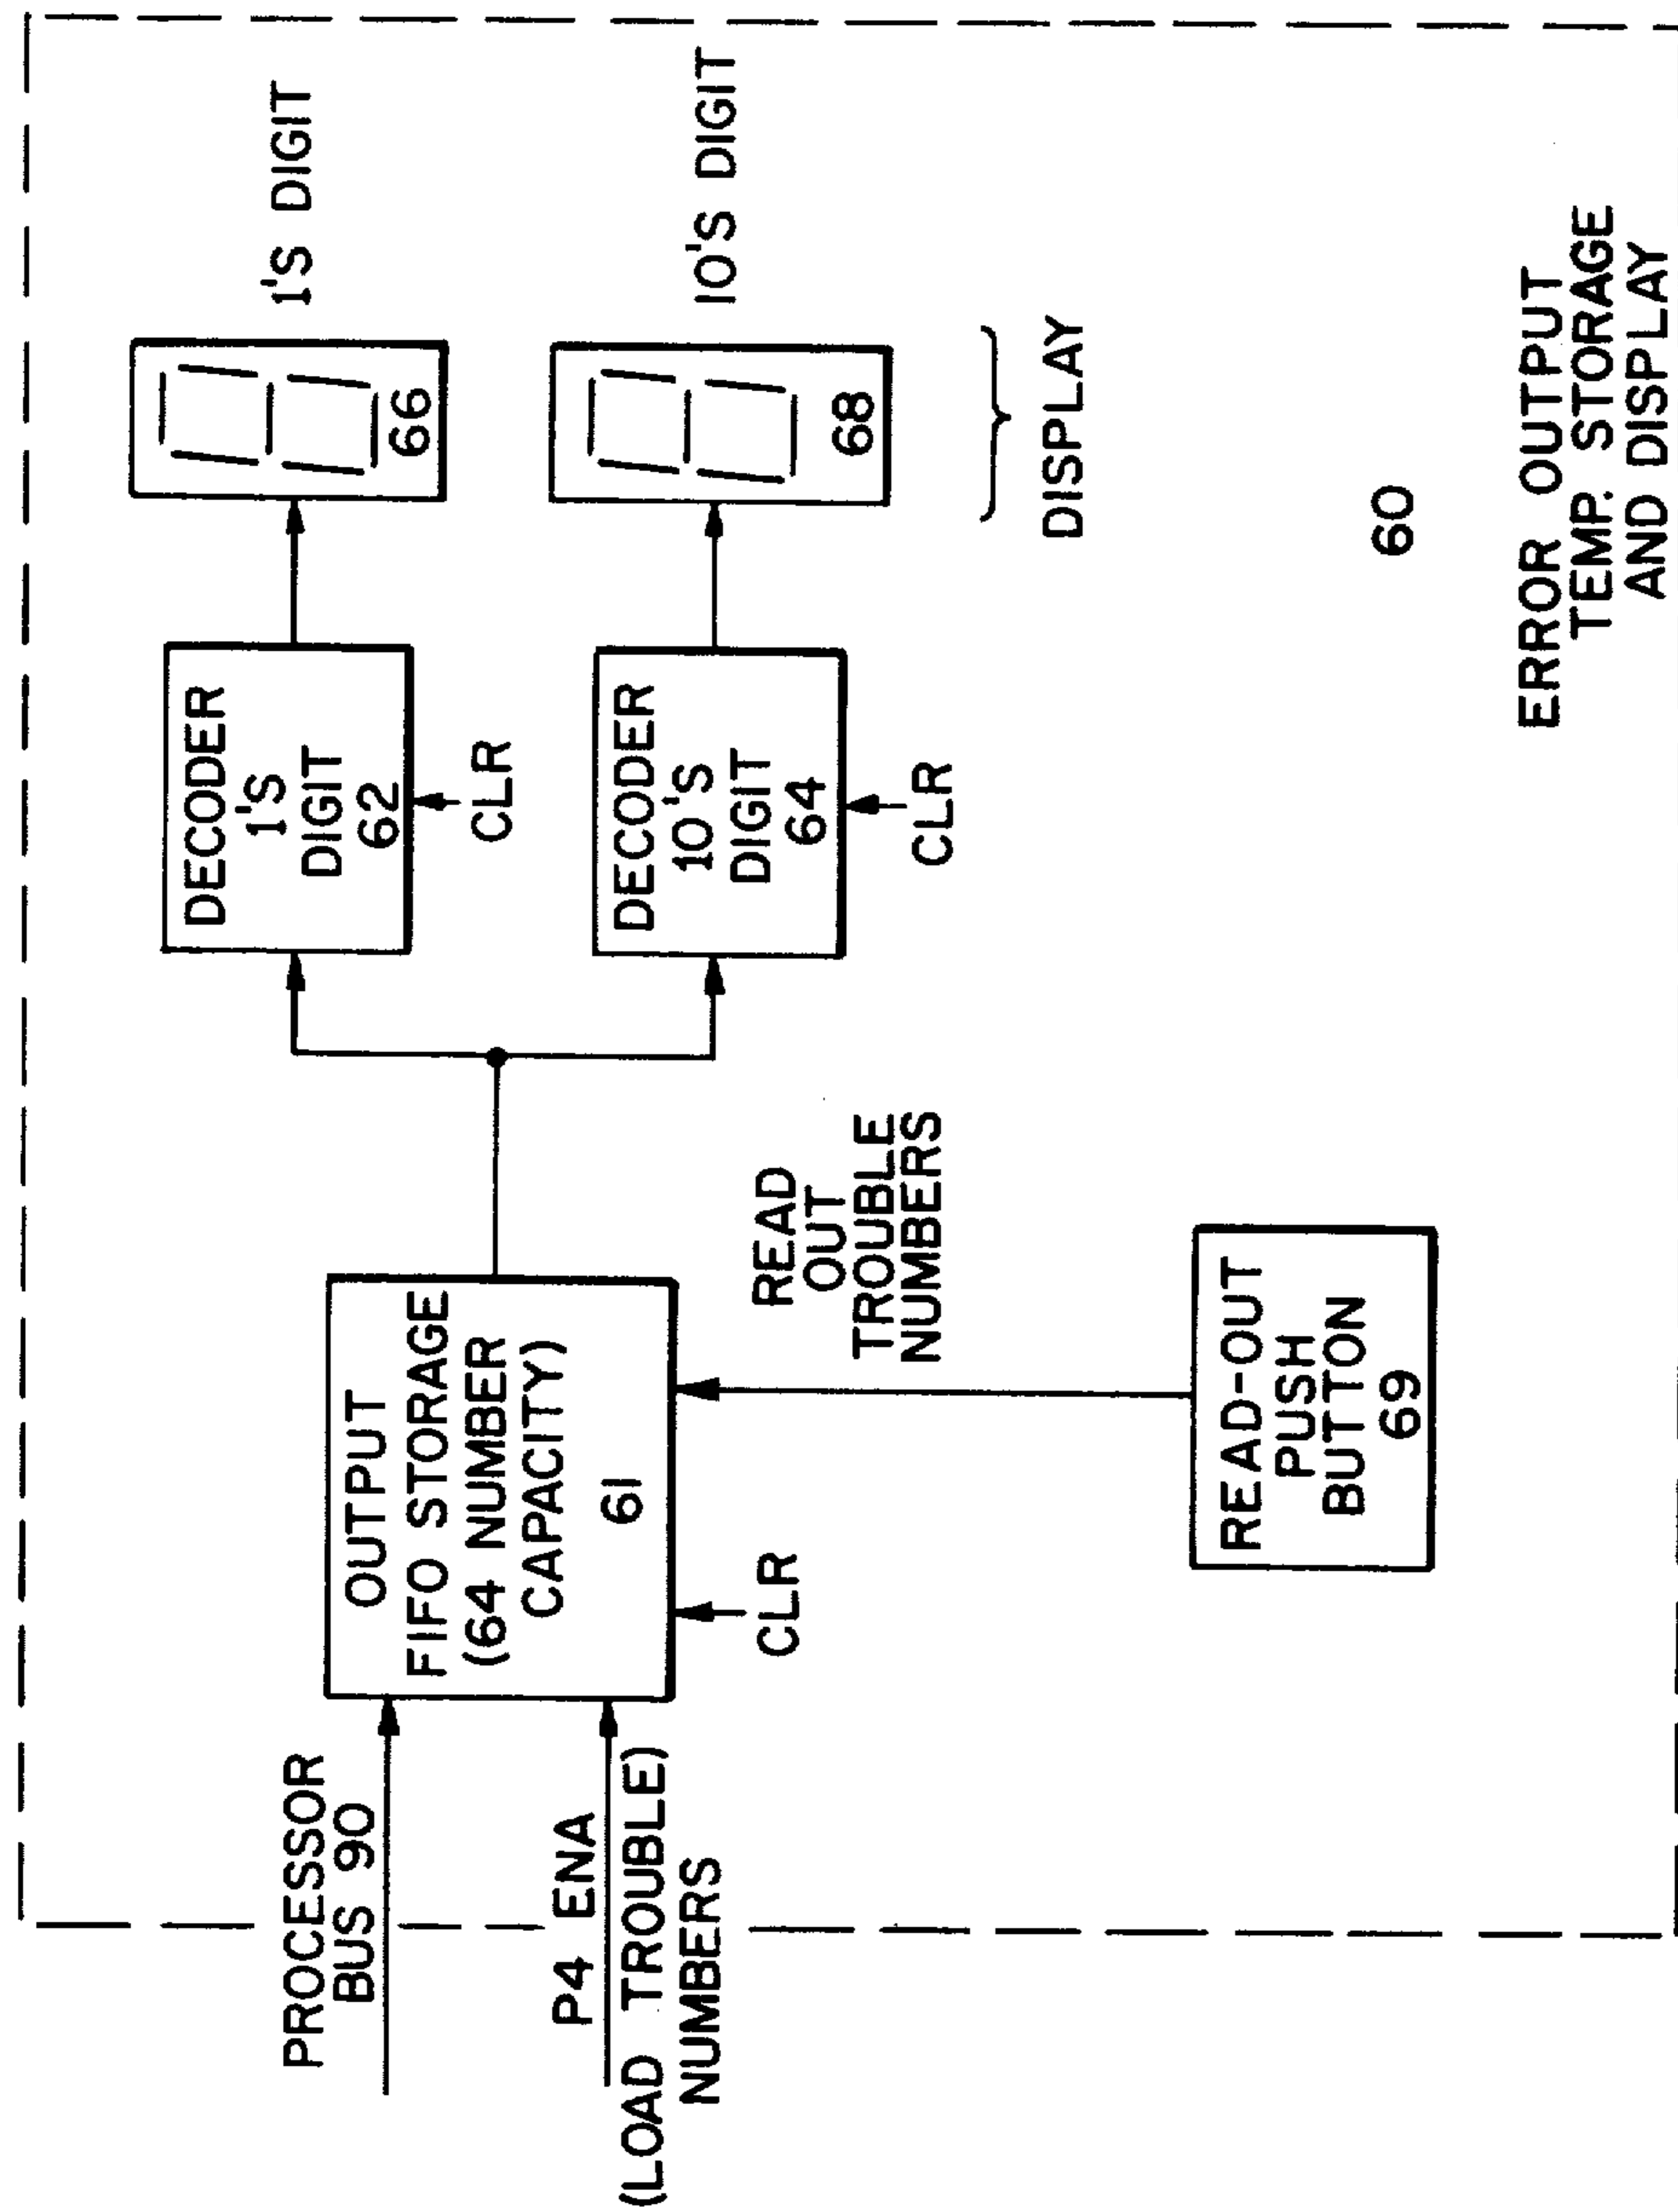 PROCESSOR
BUS 90
P4 ENA
(LOAD TROUBLE)
NUMBERS
OUTPUT
FIFO STORAGE
(64 NUMBER
CAPACITY)
61
CLR
READ
OUT
TROUBLE
NUMBERS
READ-OUT
PUSH
BUTTON
69
DECODER
1'S
DIGIT
62
CLR
DECODER
10'S
DIGIT
64
CLR
66
1'S DIGIT
68
10'S DIGIT
DISPLAY
60
ERROR OUTPUT
TEMP. STORAGE
AND DISPLAY